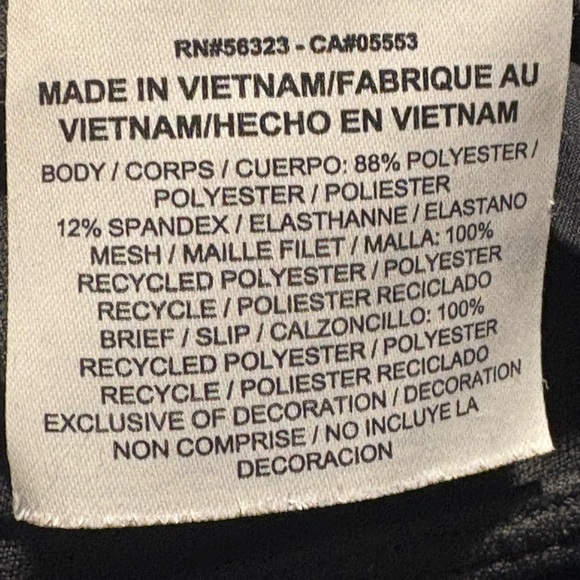 RN#56323 - CA#05553
MADE IN VIETNAM/FABRIQUE AU
VIETNAM/HECHO EN VIETNAM
BODY / CORPS / CUERPO: 88% POLYESTER /
POLYESTER / POLIESTER
12% SPANDEX / ELASTHANNE / ELASTANO
MESH / MAILLE FILET / MALLA: 100%
RECYCLED POLYESTER / POLYESTER
RECYCLE / POLIESTER RECICLADO
BRIEF / SLIP / CALZONCILLO: 100%
RECYCLED POLYESTER / POLYESTER
RECYCLE / POLIESTER RECICLADO
EXCLUSIVE OF DECORATION / DECORATION
NON COMPRISE / NO INCLUYE LA
DECORACION